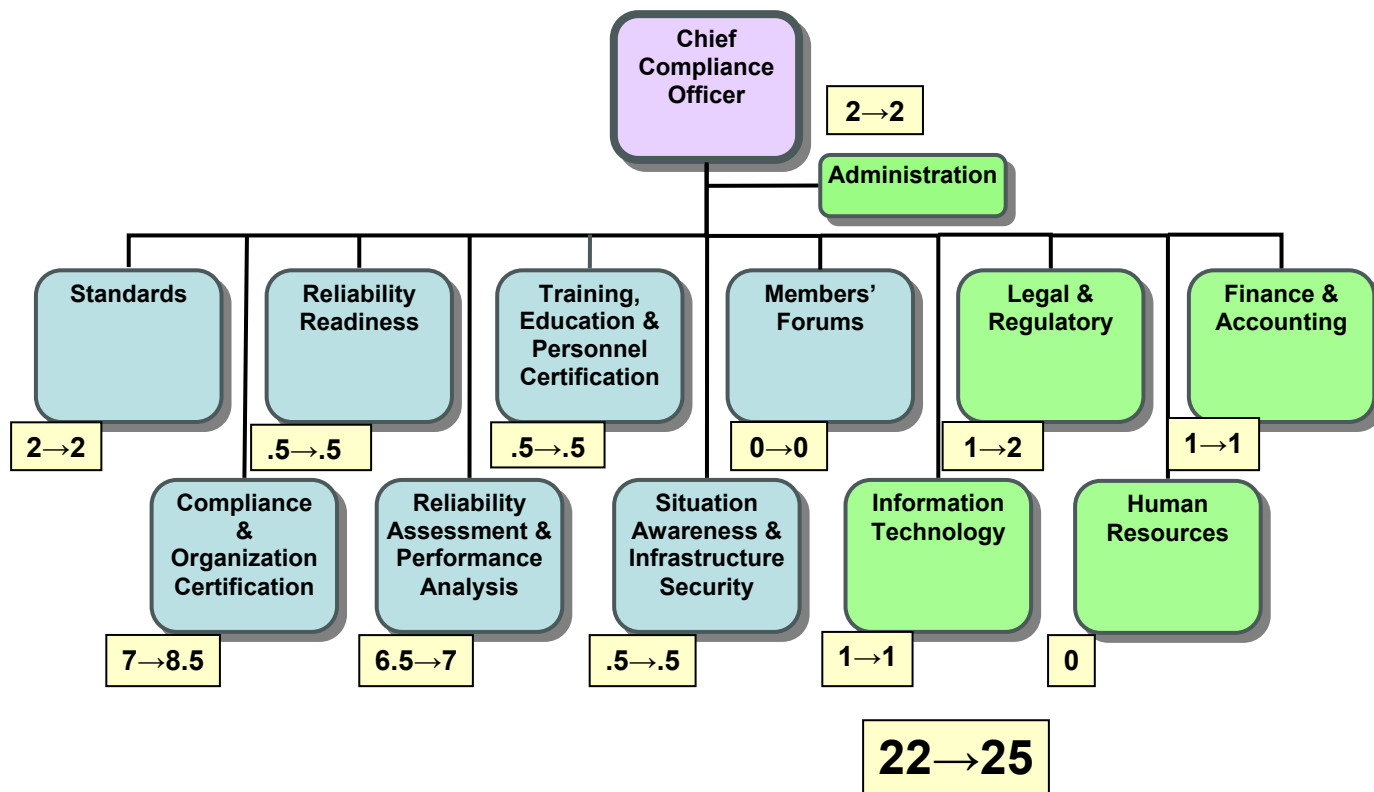 Chief
Compliance
Officer
2→2
Administration
Standards
2→2
Reliability
Readiness
.5→.5
Training,
Education &
Personnel
Certification
.5→.5
Members’
Forums
0→0
Legal &
Regulatory
1→2
Finance &
Accounting
1→1
Compliance
&
Organization
Certification
7→8.5
Reliability
Assessment &
Performance
Analysis
6.5→7
Situation
Awareness &
Infrastructure
Security
.5→.5
Information
Technology
1→1
Human
Resources
0
22→25